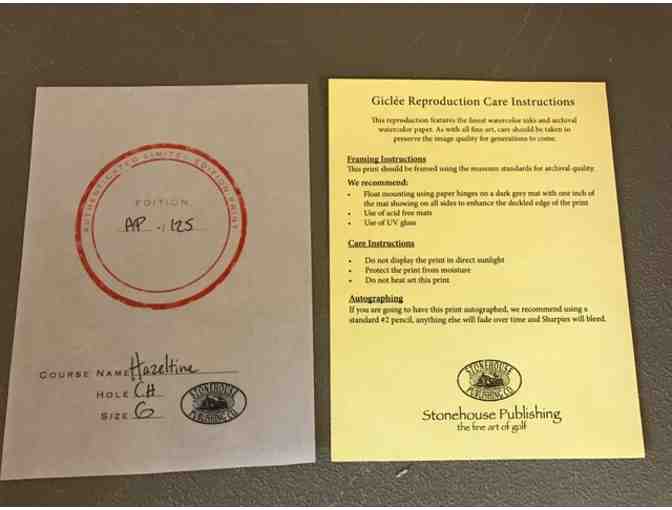 AUTHENTICATED LIMITED EDITION PRINT
EDITION
AP / 125
COURSE NAME Hazeltine
HOLE CH
SIZE 6
STONEHOUSE
PUBLISHING CO
Giclée Reproduction Care Instructions
This reproduction features the finest watercolor inks and archival
watercolor paper. As with all fine art, care should be taken to
preserve the image quality for generations to come.
Framing Instructions
This print should be framed using the museum standards for archival quality.
We recommend:
• Float mounting using paper hinges on a dark grey mat with one inch of
the mat showing on all sides to enhance the deckled edge of the print
• Use of acid free mats
• Use of UV glass
Care Instructions
• Do not display the print in direct sunlight
• Protect the print from moisture
• Do not heat set this print
Autographing
If you are going to have this print autographed, we recommend using a
standard #2 pencil, anything else will fade over time and Sharpies will bleed.
STONEHOUSE
PUBLISHING CO
Stonehouse Publishing
the fine art of golf